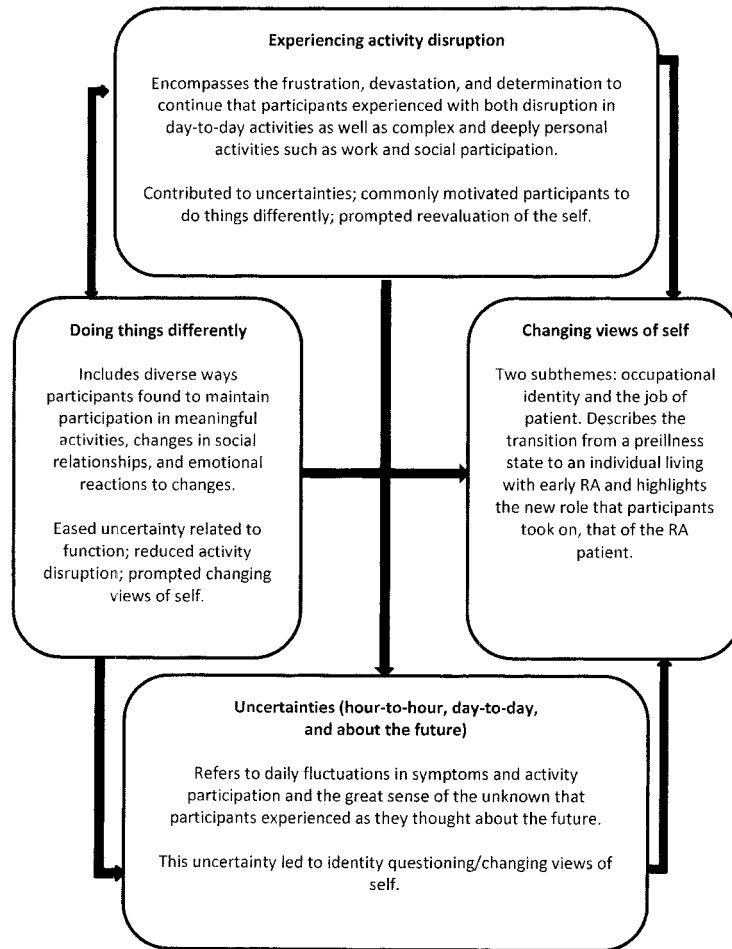 Experiencing activity disruption
Encompasses the frustration, devastation, and determination to
continue that participants experienced with both disruption in
day-to-day activities as well as complex and deeply personal
activities such as work and social participation.
Contributed to uncertainties; commonly motivated participants to
do things differently; prompted reevaluation of the self.
Doing things differently
Includes diverse ways
participants found to maintain
participation in meaningful
activities, changes in social
relationships, and emotional
reactions to changes.
Eased uncertainty related to
function; reduced activity
disruption; prompted changing
views of self.
Changing views of self
Two subthemes: occupational
identity and the job of
patient. Describes the
transition from a preillness
state to an individual living
with early RA and highlights
the new role that participants
took on, that of the RA
patient.
Uncertainties (hour-to-hour, day-to-day,
and about the future)
Refers to daily fluctuations in symptoms and activity
participation and the great sense of the unknown that
participants experienced as they thought about the future.
This uncertainty led to identity questioning/changing views of
self.